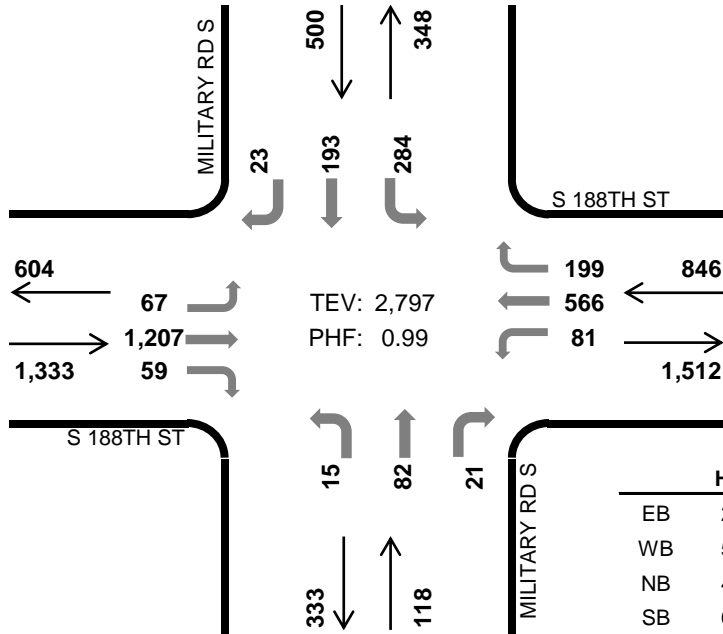 500
348
MILITARY RD S
23
193
284
S 188TH ST
604
67
1,207
59
1,333
TEV: 2,797
PHF: 0.99
199
566
81
846
1,512
S 188TH ST
15
82
21
MILITARY RD S
333
118
EB
WB
NB
SB